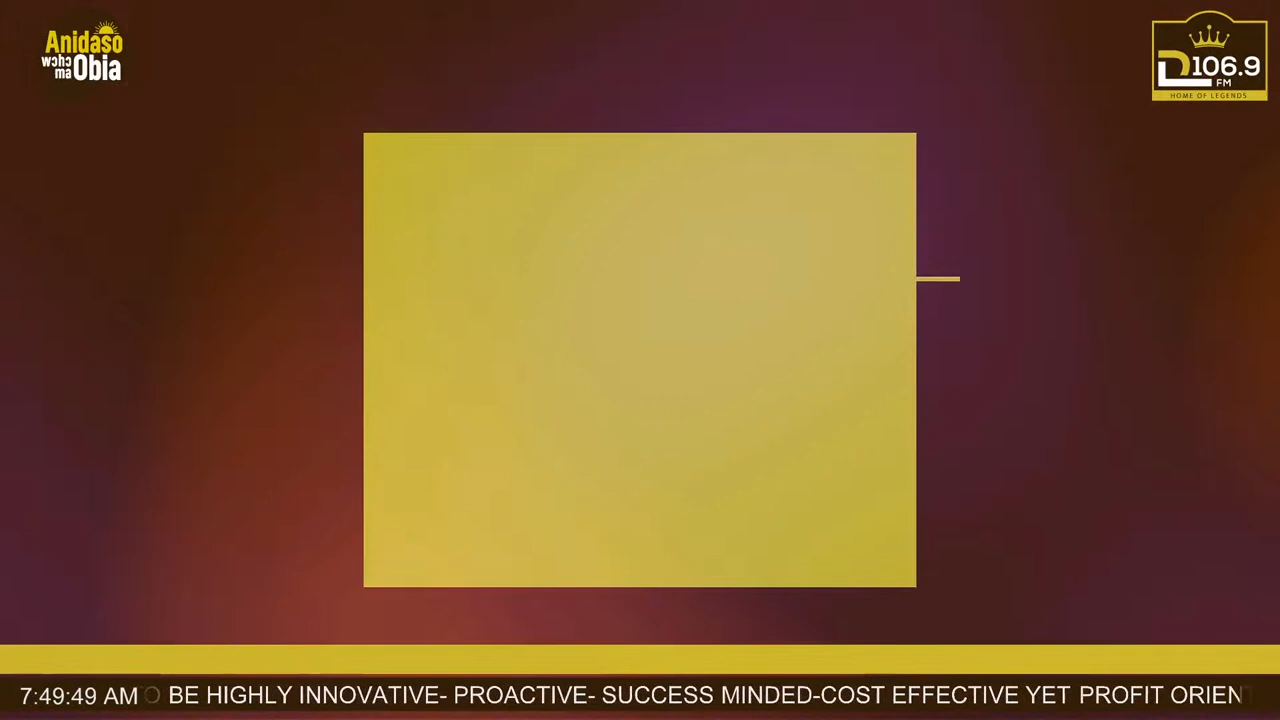 Anidaso
wɔhɔ ma Obia
106.9
FM
HOME OF LEGENDS
7:49:49 AM O BE HIGHLY INNOVATIVE- PROACTIVE- SUCCESS MINDED-COST EFFECTIVE YET PROFIT ORIEN